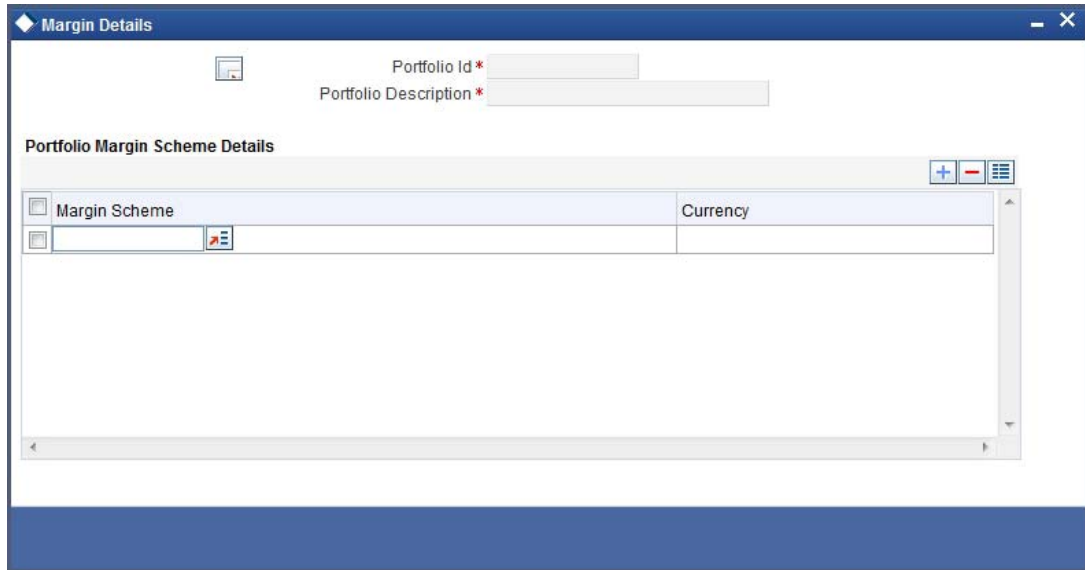 Margin Details
Portfolio Id *
Portfolio Description *
Portfolio Margin Scheme Details
Margin Scheme Currency